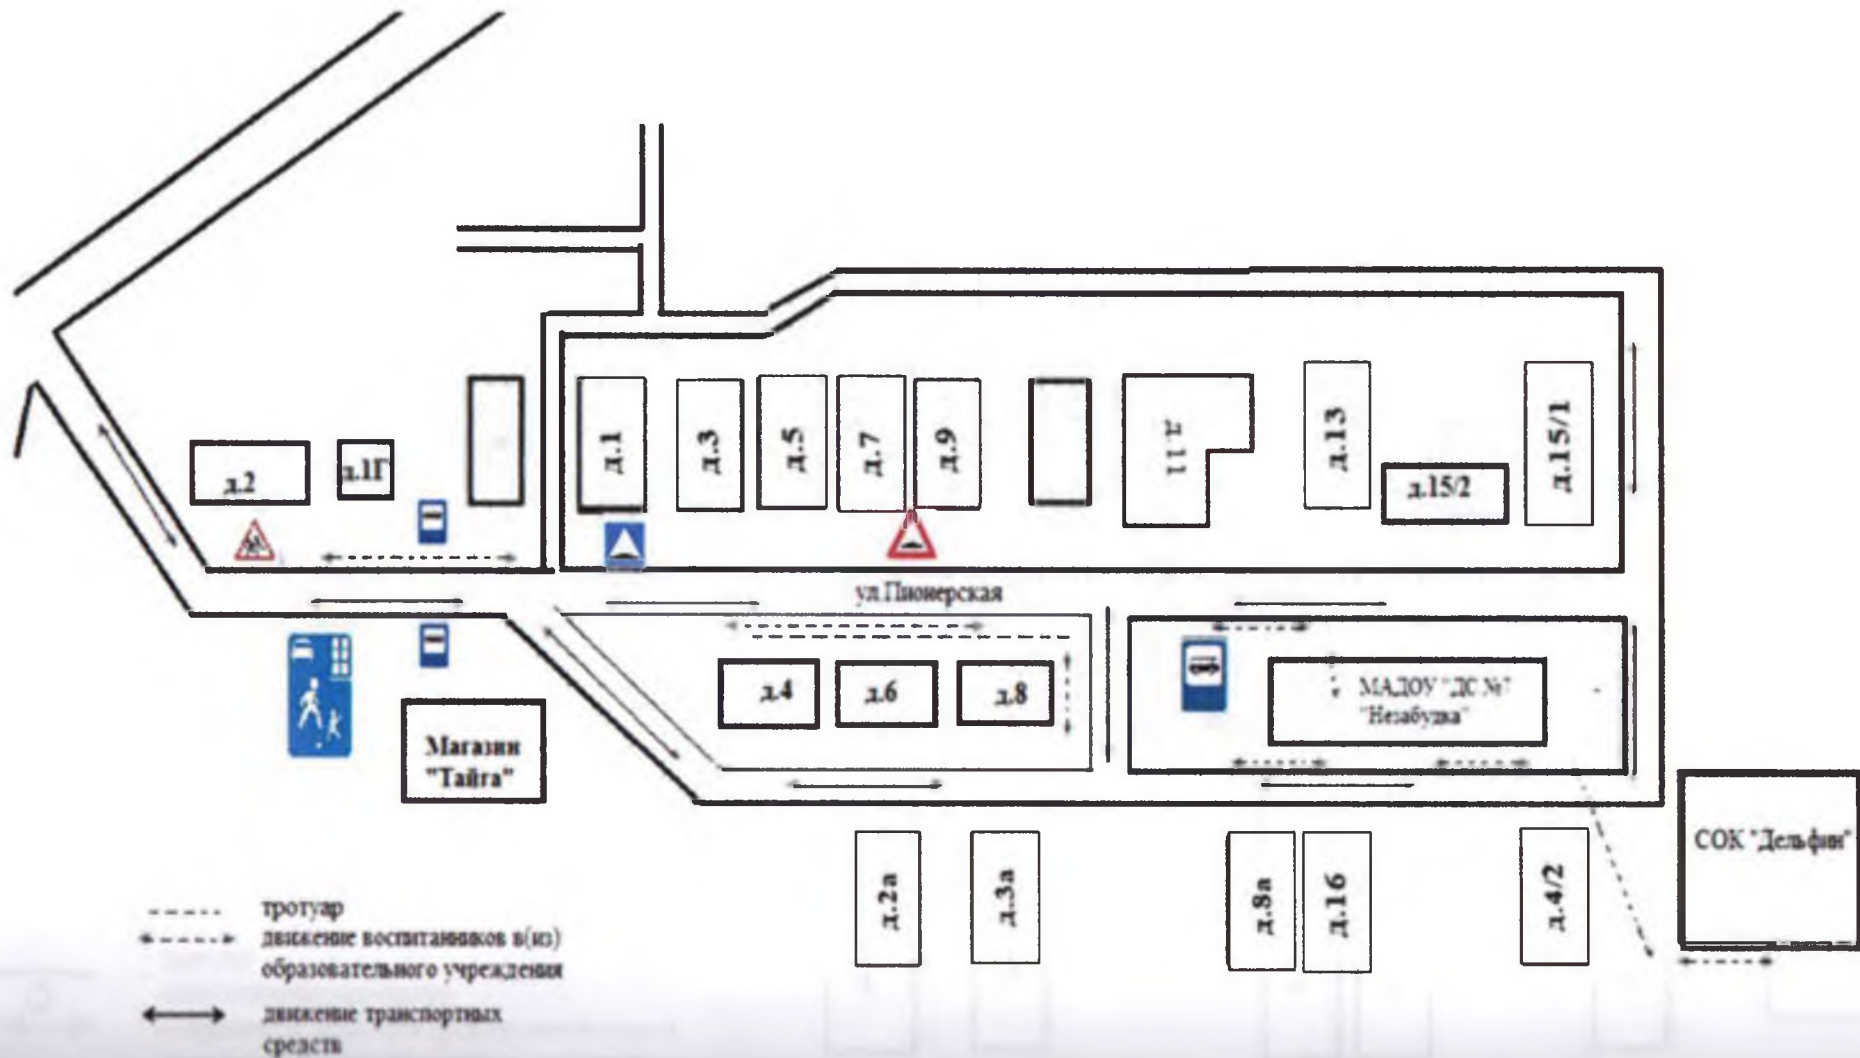 д.2
д.1Г
д.1
д.3
д.5
д.7
д.9
д.11
д.13
д.15/2
д.15/1
ул.Пионерская
д.4
д.6
д.8
МАДОУ "ДС №7
"Незабудка"
Магазин
"Тайга"
СОК "Дельфин"
д.2а
д.3а
д.8а
д.16
д.4/2
тротуар
движение воспитанников в(из)
образовательного учреждения
движение транспортных
средств